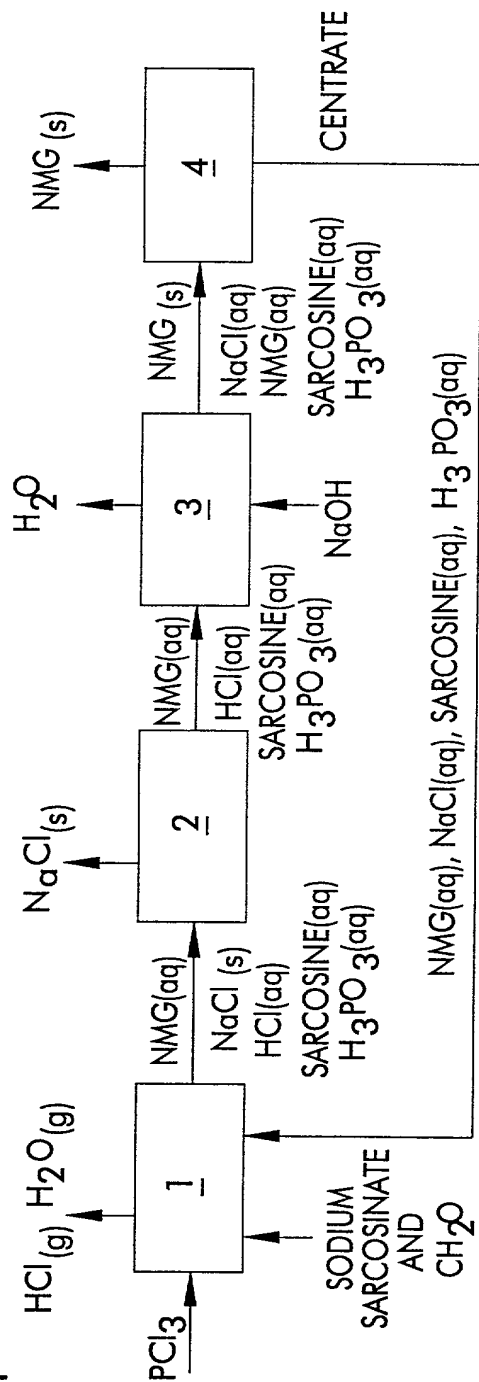 PCl3
HCl(g) H2O(g)
1
SODIUM
SARCOSINATE
AND
CH2O
NMG(aq)
NaCl(s)
HCl(aq)
SARCOSINE(aq)
H3PO3(aq)
NaCl(s)
2
NMG(aq)
HCl(aq)
SARCOSINE(aq)
H3PO3(aq)
H2O
3
NaOH
NMG(s)
NaCl(aq)
NMG(aq)
SARCOSINE(aq)
H3PO3(aq)
NMG(s)
4
CENTRATE
NMG(aq), NaCl(aq), SARCOSINE(aq), H3PO3(aq)